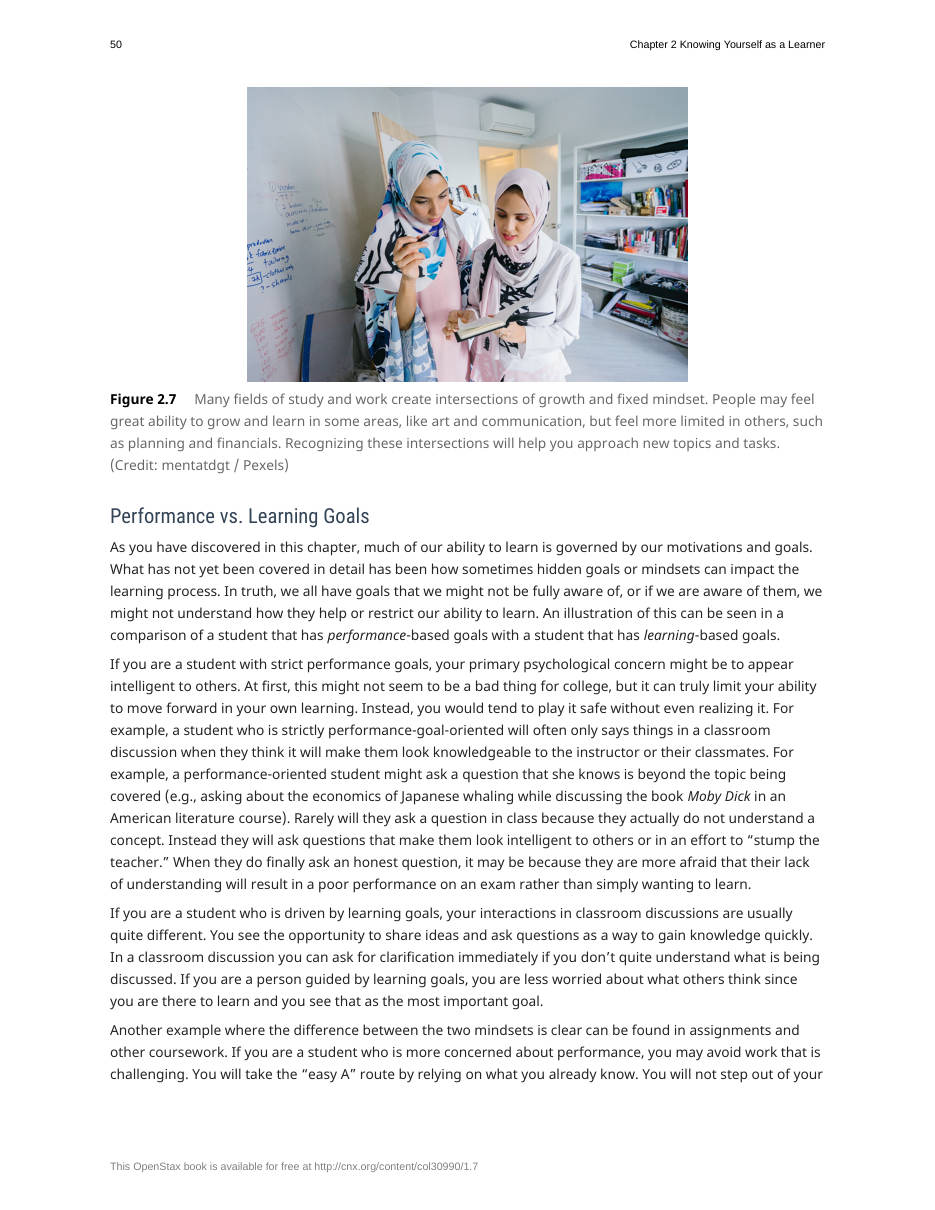 50
Chapter 2 Knowing Yourself as a Learner
production
tailoring
? - shawls
Figure 2.7 Many fields of study and work create intersections of growth and fixed mindset. People may feel
great ability to grow and learn in some areas, like art and communication, but feel more limited in others, such
as planning and financials. Recognizing these intersections will help you approach new topics and tasks.
(Credit: mentatdgt / Pexels)
Performance vs. Learning Goals
As you have discovered in this chapter, much of our ability to learn is governed by our motivations and goals.
What has not yet been covered in detail has been how sometimes hidden goals or mindsets can impact the
learning process. In truth, we all have goals that we might not be fully aware of, or if we are aware of them, we
might not understand how they help or restrict our ability to learn. An illustration of this can be seen in a
comparison of a student that has performance-based goals with a student that has learning-based goals.
If you are a student with strict performance goals, your primary psychological concern might be to appear
intelligent to others. At first, this might not seem to be a bad thing for college, but it can truly limit your ability
to move forward in your own learning. Instead, you would tend to play it safe without even realizing it. For
example, a student who is strictly performance-goal-oriented will often only says things in a classroom
discussion when they think it will make them look knowledgeable to the instructor or their classmates. For
example, a performance-oriented student might ask a question that she knows is beyond the topic being
covered (e.g., asking about the economics of Japanese whaling while discussing the book Moby Dick in an
American literature course). Rarely will they ask a question in class because they actually do not understand a
concept. Instead they will ask questions that make them look intelligent to others or in an effort to “stump the
teacher.” When they do finally ask an honest question, it may be because they are more afraid that their lack
of understanding will result in a poor performance on an exam rather than simply wanting to learn.
If you are a student who is driven by learning goals, your interactions in classroom discussions are usually
quite different. You see the opportunity to share ideas and ask questions as a way to gain knowledge quickly.
In a classroom discussion you can ask for clarification immediately if you don’t quite understand what is being
discussed. If you are a person guided by learning goals, you are less worried about what others think since
you are there to learn and you see that as the most important goal.
Another example where the difference between the two mindsets is clear can be found in assignments and
other coursework. If you are a student who is more concerned about performance, you may avoid work that is
challenging. You will take the “easy A” route by relying on what you already know. You will not step out of your
This OpenStax book is available for free at http://cnx.org/content/col30990/1.7